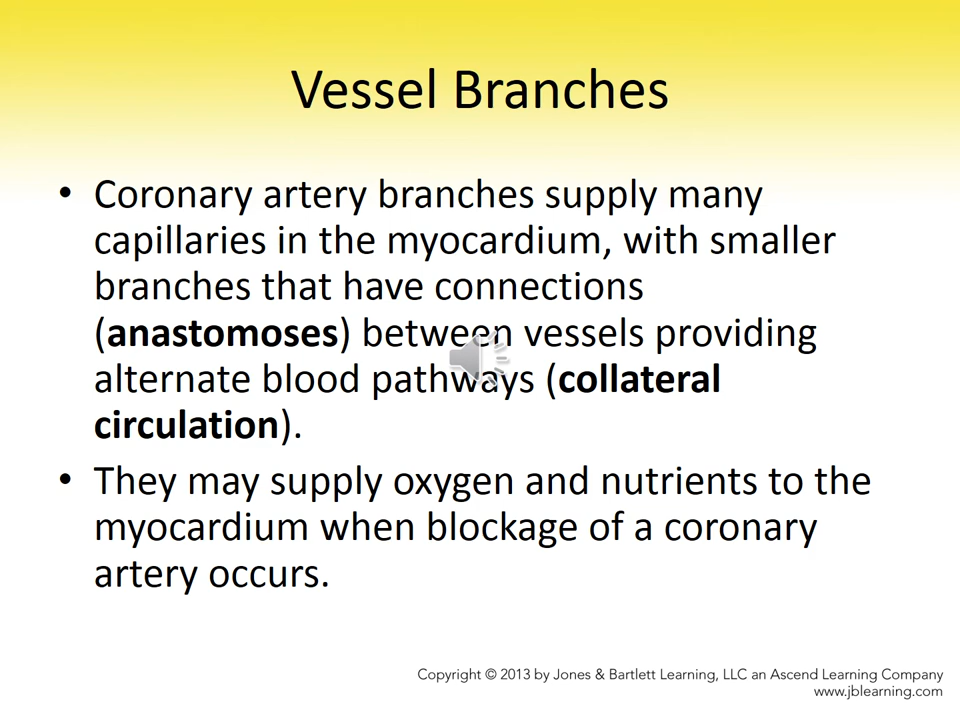 Vessel Branches
• Coronary artery branches supply many
capillaries in the myocardium, with smaller
branches that have connections
(anastomoses) between vessels providing
alternate blood pathways (collateral
circulation).
• They may supply oxygen and nutrients to the
myocardium when blockage of a coronary
artery occurs.
Copyright © 2013 by Jones & Bartlett Learning, LLC an Ascend Learning Company
www.jblearning.com